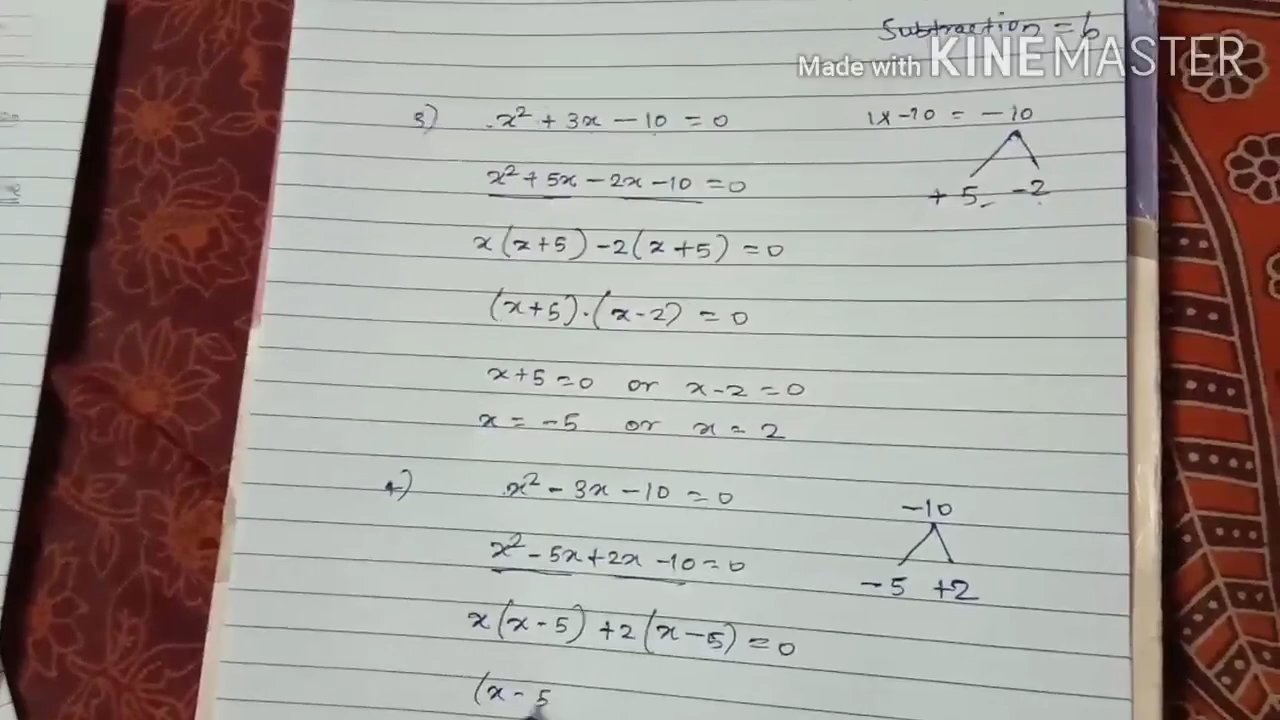 Subtraction = 6
Made with KINEMASTER
3) x² + 3x - 10 = 0
1x-10 = -10
x² + 5x - 2x - 10 = 0
+5 -2
x(x+5) - 2(x+5) = 0
(x+5).(x-2) = 0
x+5 = 0 or x-2 = 0
x = -5 or x = 2
4) x² - 3x - 10 = 0
-10
x² - 5x + 2x - 10 = 0
-5 +2
x(x-5) + 2(x-5) = 0
(x-5